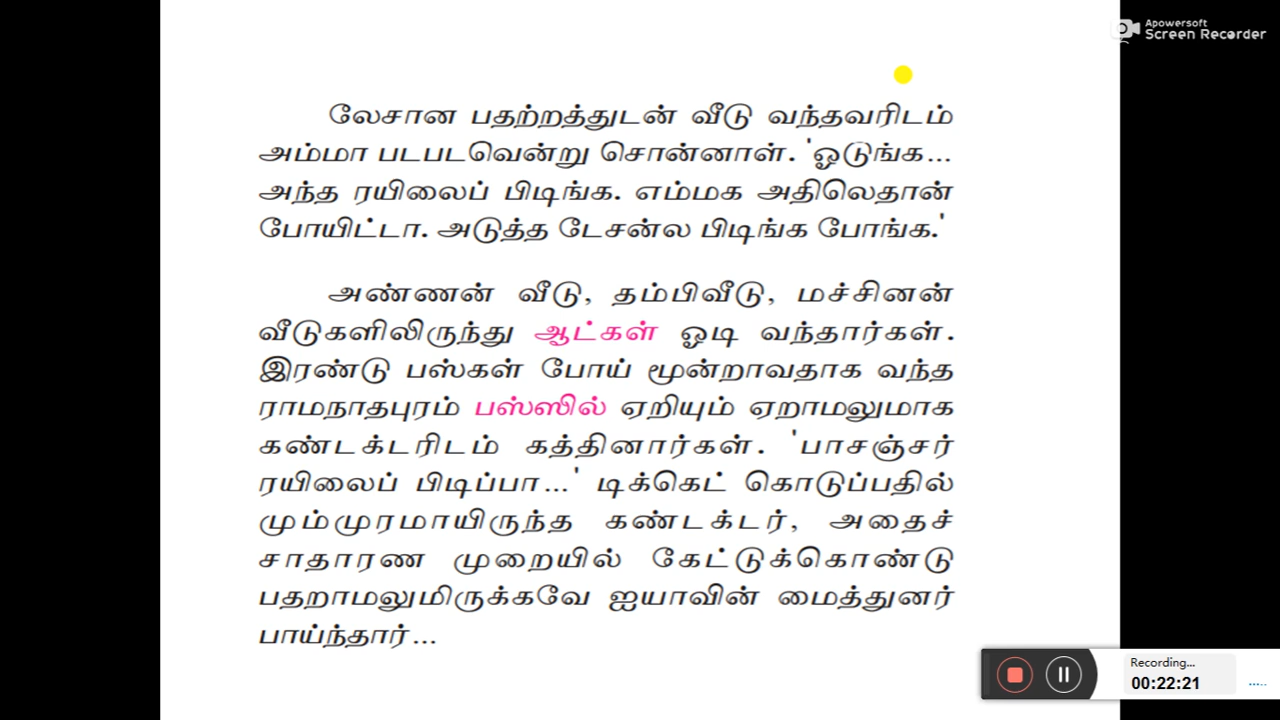 Apowersoft
Screen Recorder
லேசான பதற்றத்துடன் வீடு வந்தவரிடம்
அம்மா படபடவென்று சொன்னாள். 'ஓடுங்க...
அந்த ரயிலைப் பிடிங்க. எம்மக அதிலெதான்
போயிட்டா. அடுத்த டேசன்ல பிடிங்க போங்க.'
அண்ணன் வீடு, தம்பிவீடு, மச்சினன்
வீடுகளிலிருந்து ஆட்கள் ஓடி வந்தார்கள்.
இரண்டு பஸ்கள் போய் மூன்றாவதாக வந்த
ராமநாதபுரம் பஸ்ஸில் ஏறியும் ஏறாமலுமாக
கண்டக்டரிடம் கத்தினார்கள். 'பாசஞ்சர்
ரயிலைப் பிடிப்பா...' டிக்கெட் கொடுப்பதில்
மும்முரமாயிருந்த கண்டக்டர், அதைச்
சாதாரண முறையில் கேட்டுக்கொண்டு
பதறாமலுமிருக்கவே ஐயாவின் மைத்துனர்
பாய்ந்தார்...
Recording...
00:22:21